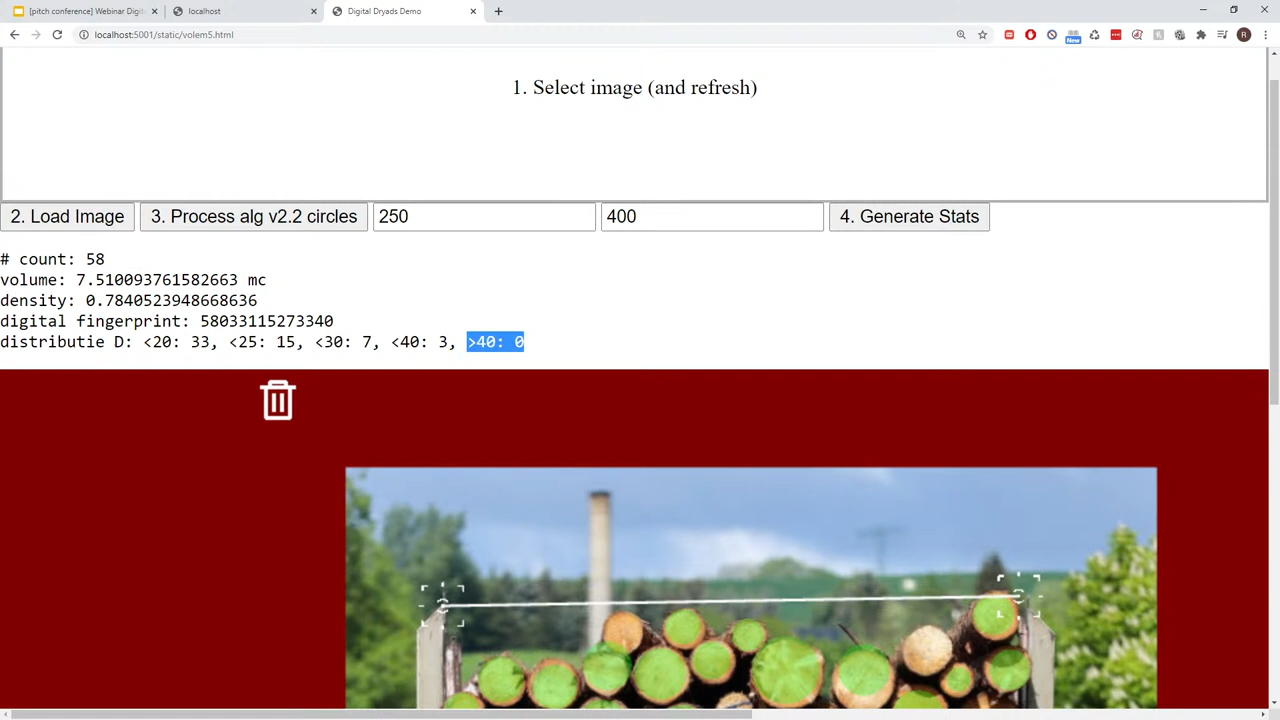 [pitch conference] Webinar Digit
localhost
Digital Dryads Demo
localhost:5001/static/volem5.html
New
R
1. Select image (and refresh)
2. Load Image
3. Process alg v2.2 circles
250
400
4. Generate Stats
# count: 58
volume: 7.510093761582663 mc
density: 0.7840523948668636
digital fingerprint: 58033115273340
distributie D: <20: 33, <25: 15, <30: 7, <40: 3, >40: 0